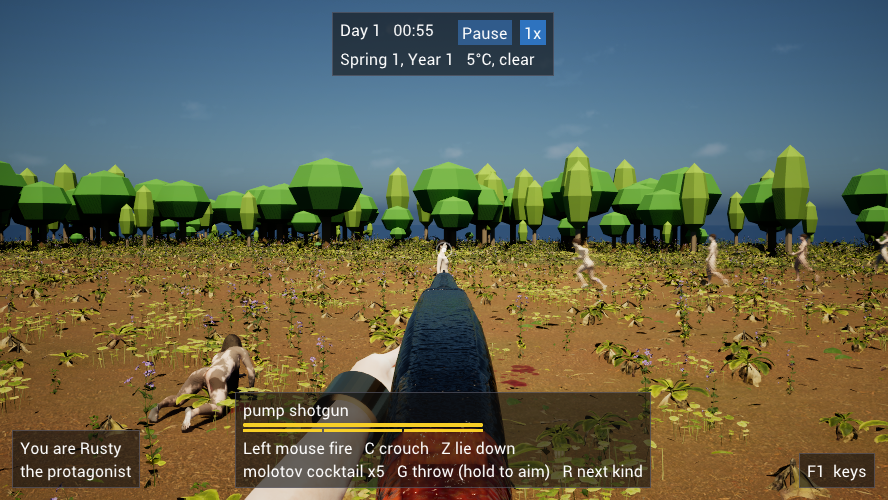 Day 1 00:55 Pause 1x
Spring 1, Year 1 5°C, clear
pump shotgun
Left mouse fire C crouch Z lie down
molotov cocktail x5 G throw (hold to aim) R next kind
You are Rusty
the protagonist
F1 keys